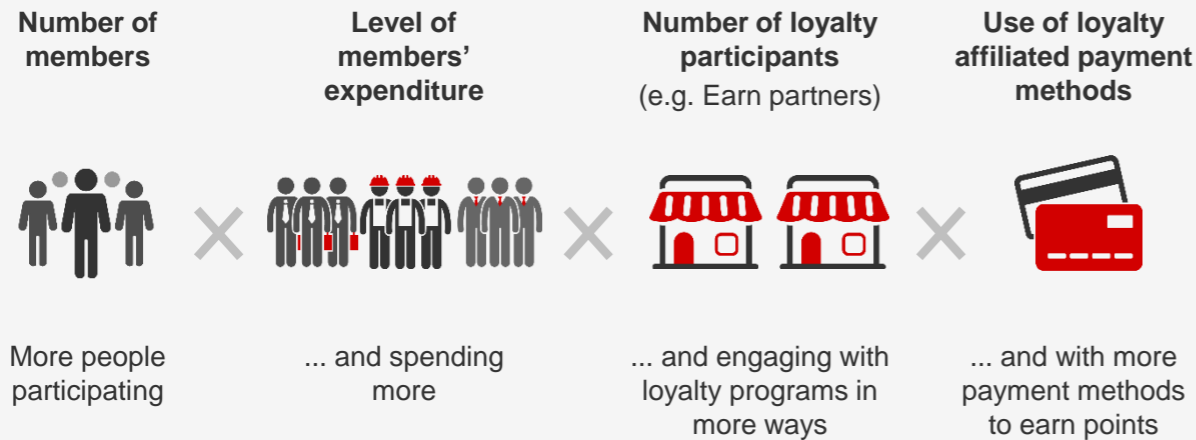 Number of
members
Level of
members’
expenditure
Number of loyalty
participants
(e.g. Earn partners)
Use of loyalty
affiliated payment
methods
More people
participating
... and spending
more
... and engaging with
loyalty programs in
more ways
... and with more
payment methods
to earn points